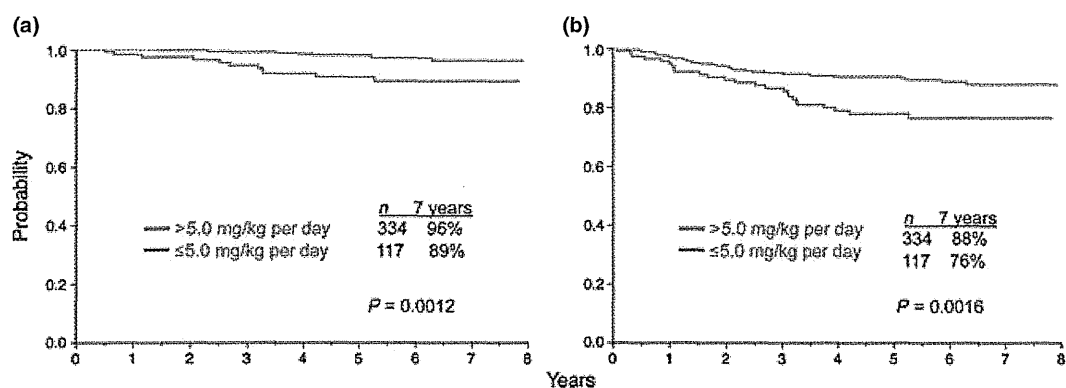 (a)
Probability
1.0
0.8
0.6
0.4
0.2
0.0
n 7 years
>5.0 mg/kg per day 334 96%
≤5.0 mg/kg per day 117 89%
P = 0.0012
0 1 2 3 4 5 6 7 8
(b)
1.0
0.8
0.6
0.4
0.2
0.0
n 7 years
>5.0 mg/kg per day 334 88%
≤5.0 mg/kg per day 117 76%
P = 0.0016
0 1 2 3 4 5 6 7 8
Years